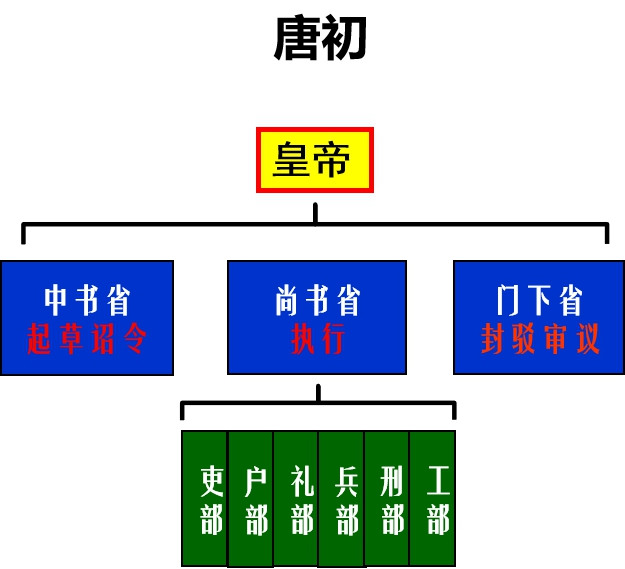 唐初
皇帝
中书省
起草诏令
尚书省
执行
门下省
封驳审议
吏部
户部
礼部
兵部
刑部
工部